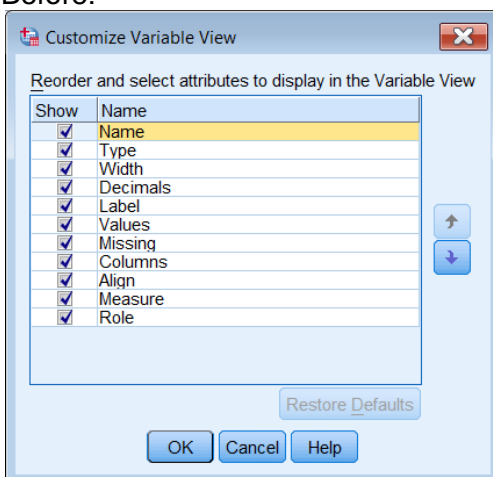 Before:
Customize Variable View
Reorder and select attributes to display in the Variable View
Show Name
Name
Type
Width
Decimals
Label
Values
Missing
Columns
Align
Measure
Role
Restore Defaults
OK Cancel Help